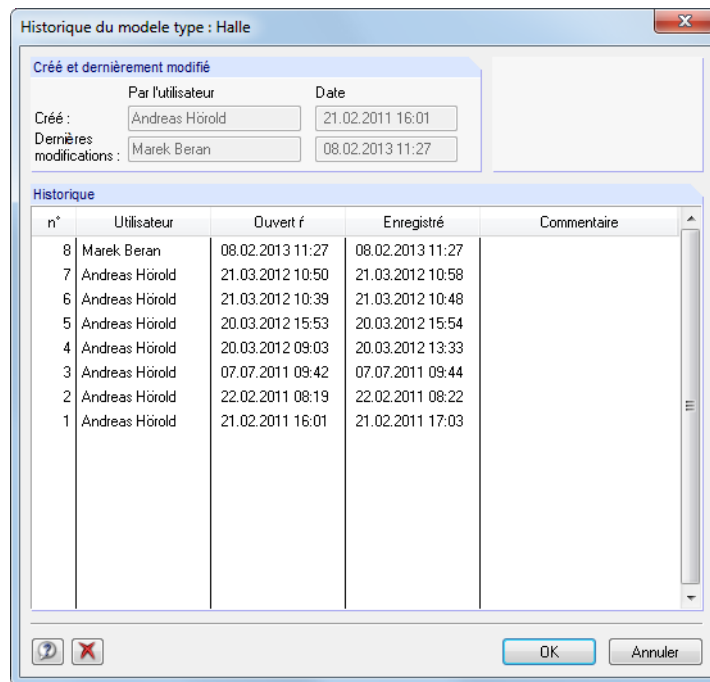 Historique du modele type : Halle
Créé et dernièrement modifié
Par l'utilisateur Date
Créé : Andreas Hörold 21.02.2011 16:01
Dernières
modifications : Marek Beran 08.02.2013 11:27
Historique
n° Utilisateur Ouvert ŕ Enregistré Commentaire
8 Marek Beran 08.02.2013 11:27 08.02.2013 11:27
7 Andreas Hörold 21.03.2012 10:50 21.03.2012 10:58
6 Andreas Hörold 21.03.2012 10:39 21.03.2012 10:48
5 Andreas Hörold 20.03.2012 15:53 20.03.2012 15:54
4 Andreas Hörold 20.03.2012 09:03 20.03.2012 13:33
3 Andreas Hörold 07.07.2011 09:42 07.07.2011 09:44
2 Andreas Hörold 22.02.2011 08:19 22.02.2011 08:22
1 Andreas Hörold 21.02.2011 16:01 21.02.2011 17:03
OK Annuler